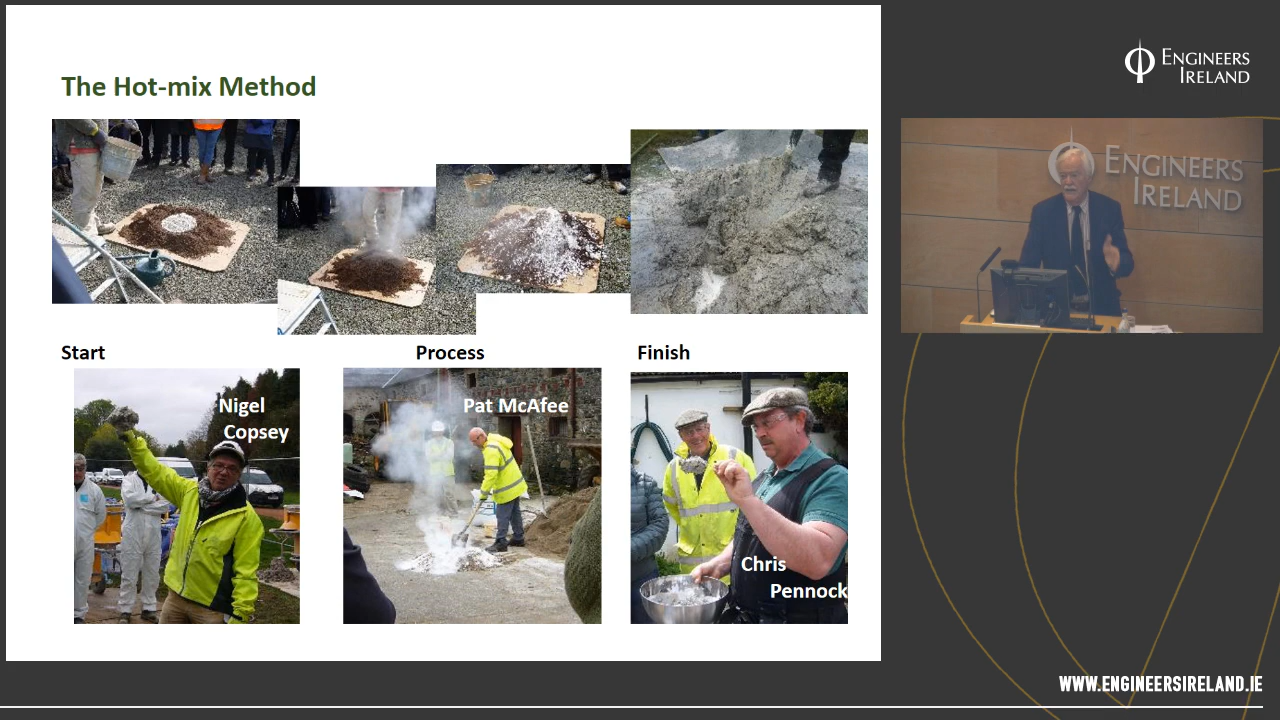 The Hot-mix Method
Start
Process
Finish
Nigel
Copsey
Pat McAfee
Chris
Pennock
ENGINEERS
IRELAND
ENGINEERS
IRELAND
WWW.ENGINEERSIRELAND.IE